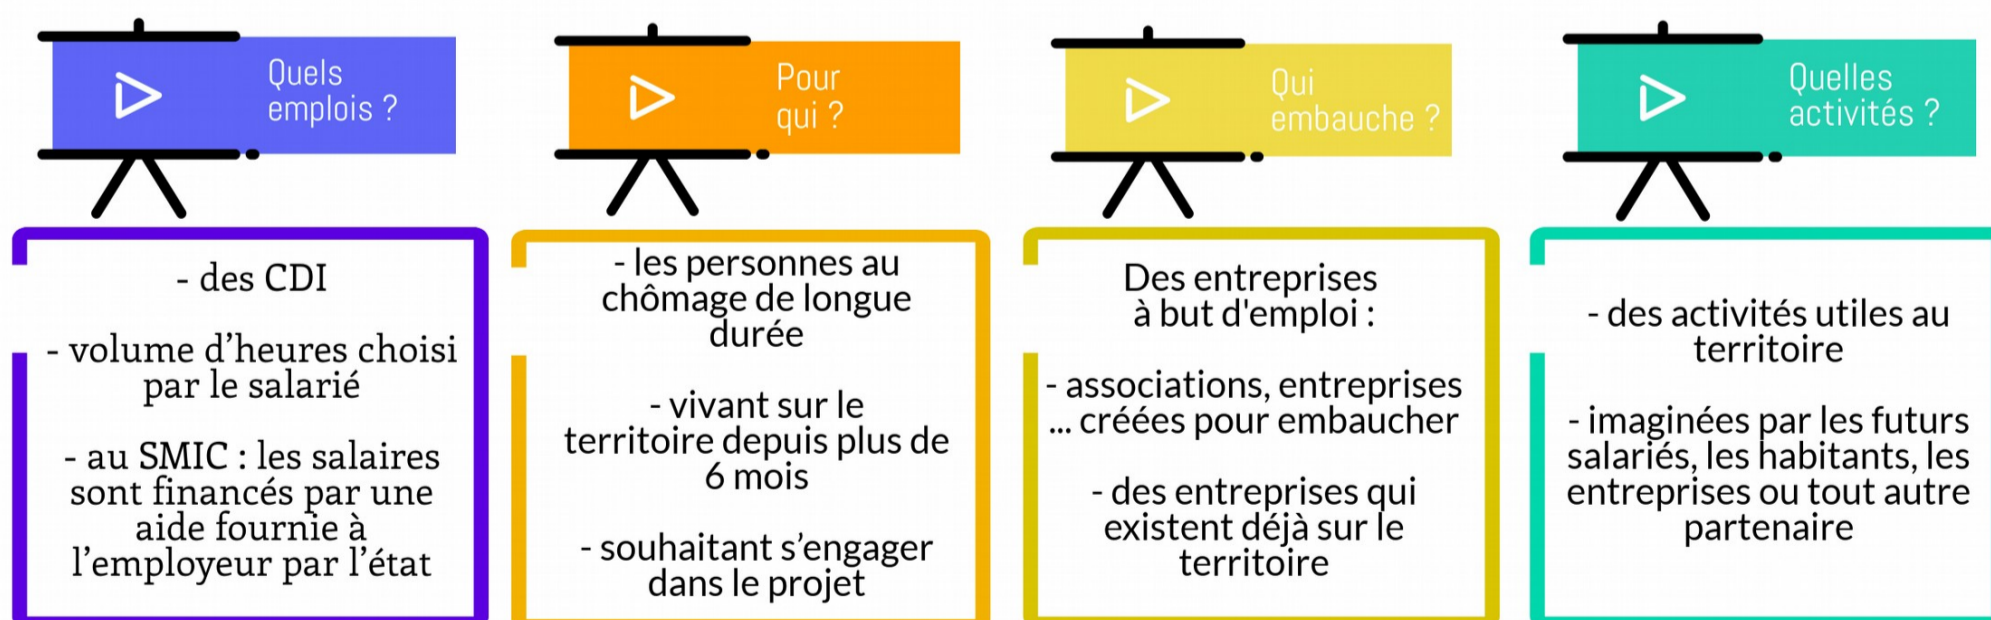 Quels
emplois ?
- des CDI
- volume d’heures choisi
par le salarié
- au SMIC : les salaires
sont financés par une
aide fournie à
l’employeur par l’état
Pour
qui ?
- les personnes au
chômage de longue
durée
- vivant sur le
territoire depuis plus de
6 mois
- souhaitant s’engager
dans le projet
Qui
embauche ?
Des entreprises
à but d'emploi :
- associations, entreprises
... créées pour embaucher
- des entreprises qui
existent déjà sur le
territoire
Quelles
activités ?
- des activités utiles au
territoire
- imaginées par les futurs
salariés, les habitants, les
entreprises ou tout autre
partenaire